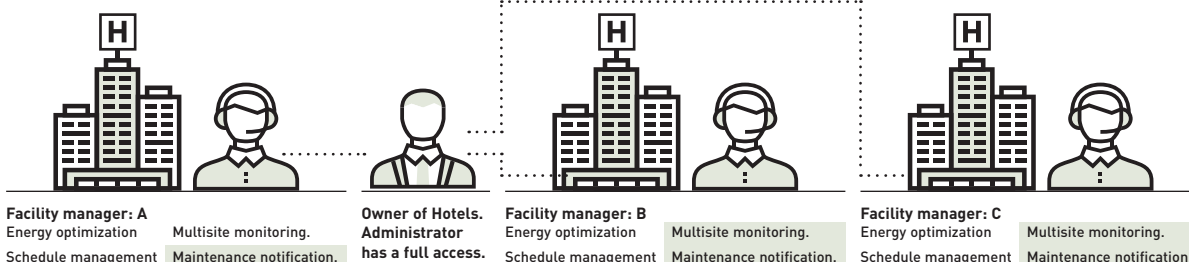 H
H
H
Facility manager: A
Energy optimization Multisite monitoring.
Schedule management Maintenance notification.
Owner of Hotels.
Administrator
has a full access.
Facility manager: B
Energy optimization Multisite monitoring.
Schedule management Maintenance notification.
Facility manager: C
Energy optimization Multisite monitoring.
Schedule management Maintenance notification